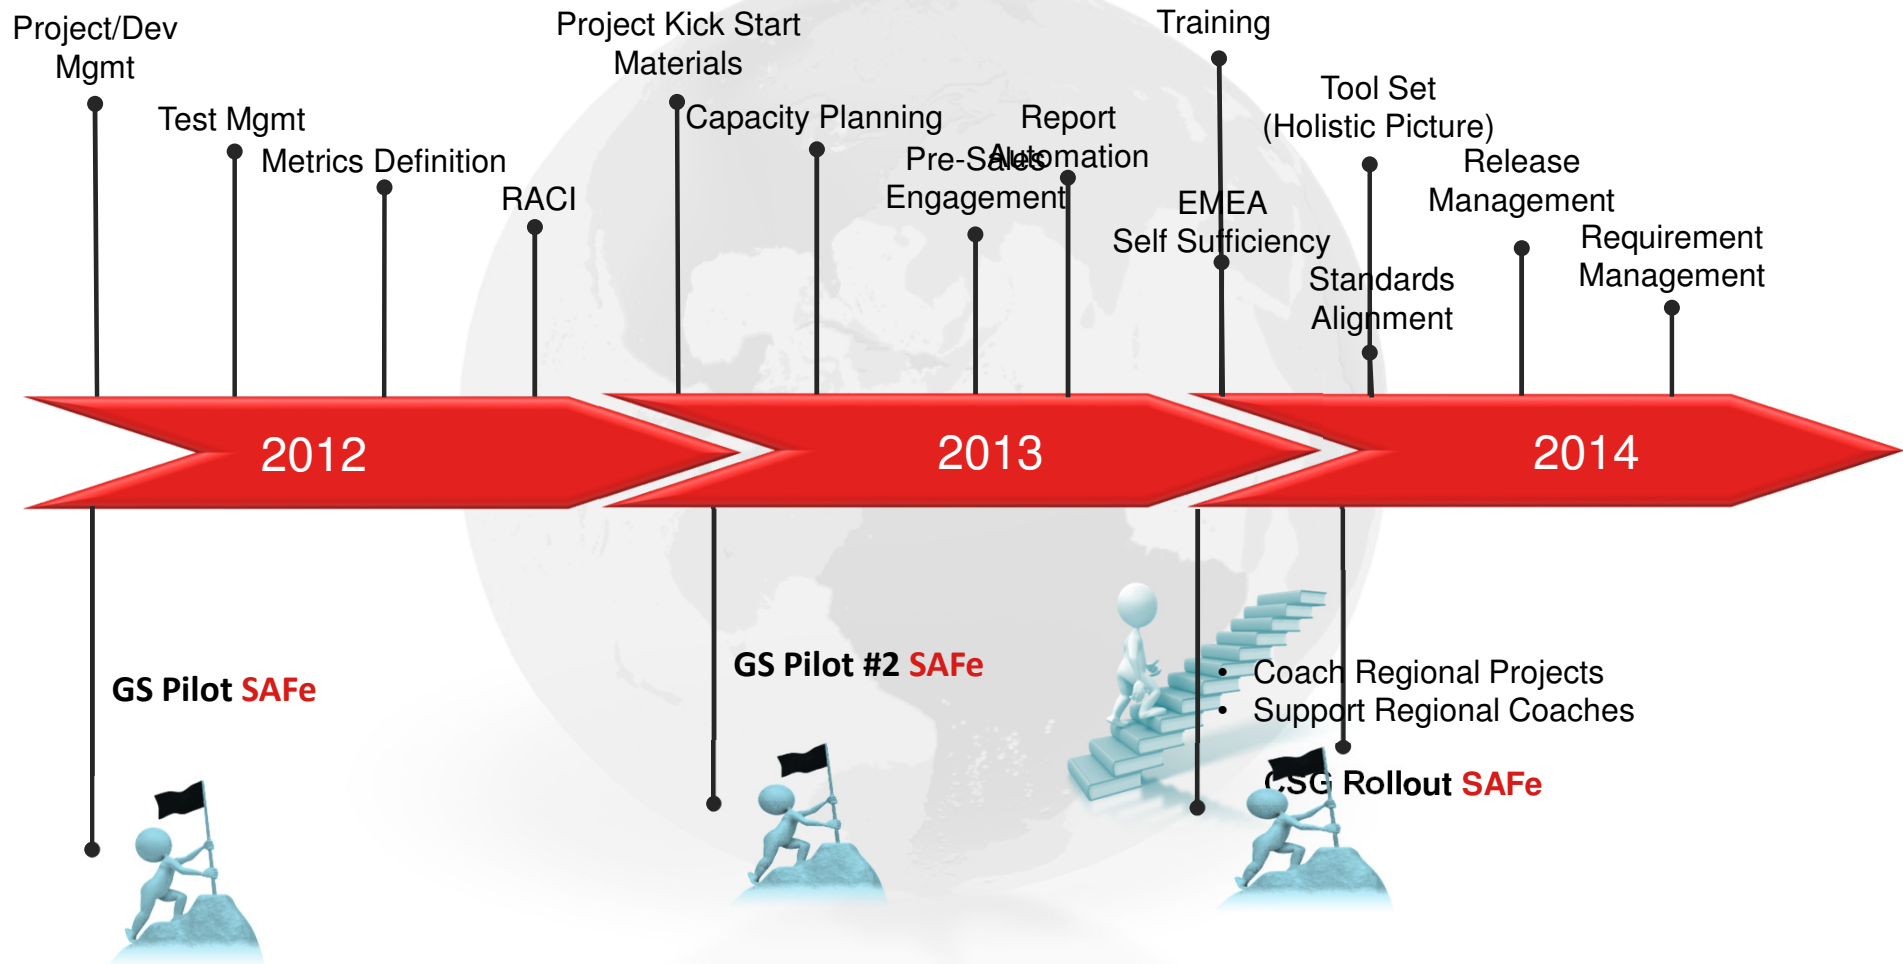 Project/Dev
Mgmt
Test Mgmt
Metrics Definition
RACI
Project Kick Start
Materials
Capacity Planning
Pre-Sales
Engagement
Report
Automation
Training
EMEA
Self Sufficiency
Tool Set
(Holistic Picture)
Standards
Alignment
Release
Management
Requirement
Management
2012
2013
2014
GS Pilot SAFe
GS Pilot #2 SAFe
• Coach Regional Projects
• Support Regional Coaches
CSG Rollout SAFe